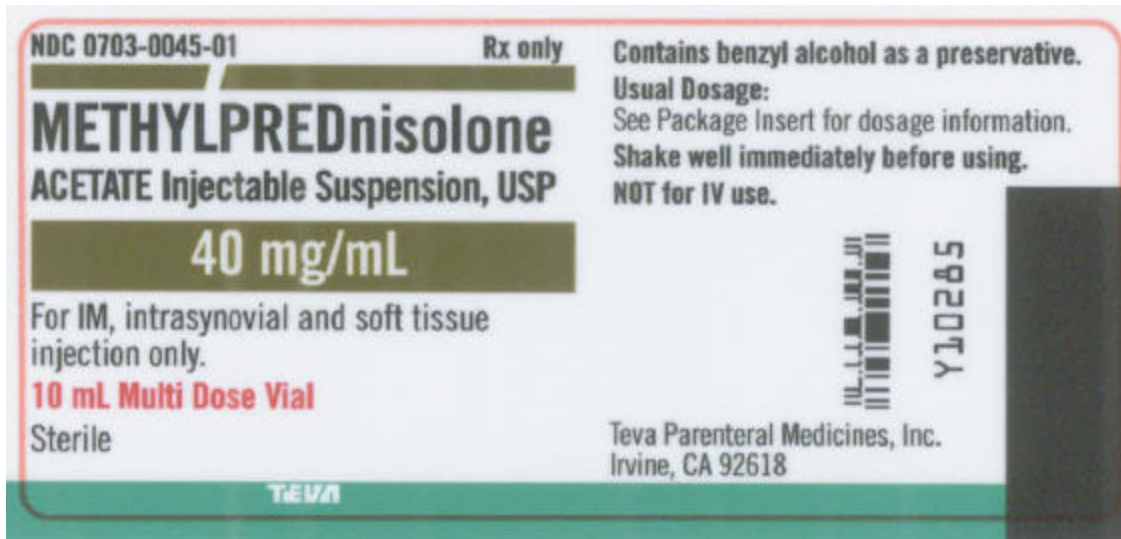 NDC 0703-0045-01 Rx only
METHYLPREDnisolone
ACETATE Injectable Suspension, USP
40 mg/mL
For IM, intrasynovial and soft tissue
injection only.
10 mL Multi Dose Vial
Sterile
TEVA
Contains benzyl alcohol as a preservative.
Usual Dosage:
See Package Insert for dosage information.
Shake well immediately before using.
NOT for IV use.
Y10285
Teva Parenteral Medicines, Inc.
Irvine, CA 92618